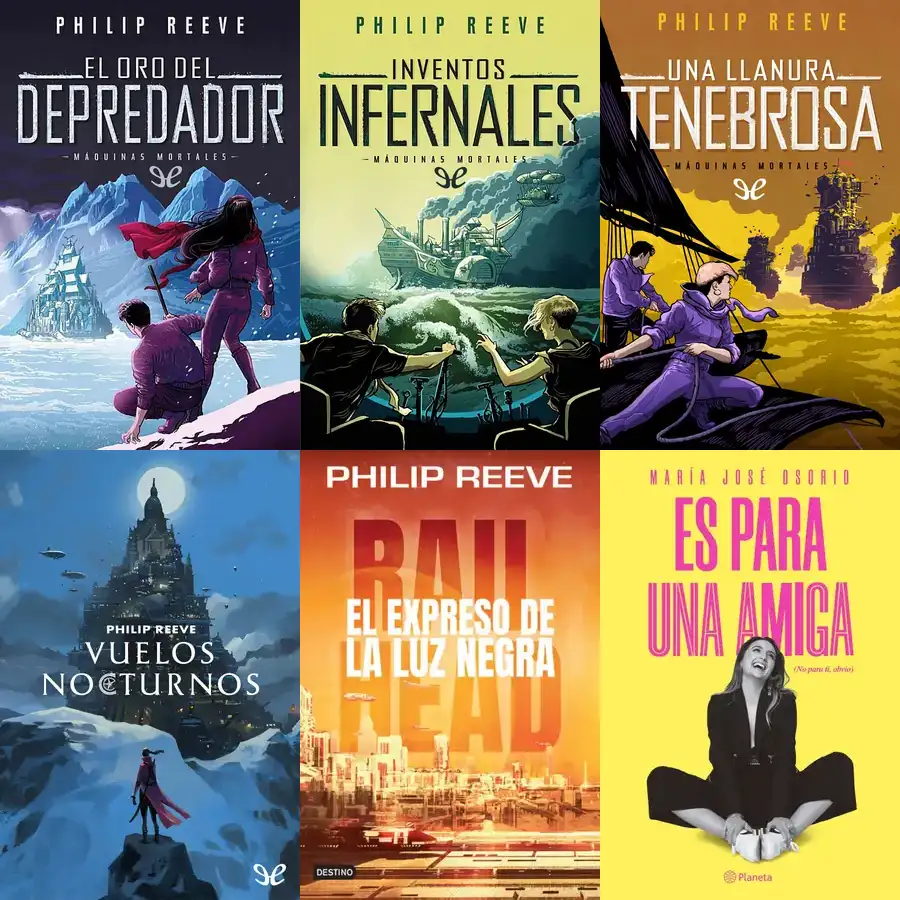 PHILIP REEVE
EL ORO DEL
DEPREDADOR
MÁQUINAS MORTALES
PHILIP REEVE
INVENTOS
INFERNALES
MÁQUINAS MORTALES
PHILIP REEVE
UNA LLANURA
TENEBROSA
MÁQUINAS MORTALES
PHILIP REEVE
VUELOS
NOCTURNOS
PHILIP REEVE
RAIL
EL EXPRESO DE
LA LUZ NEGRA
HEAD
DESTINO
MARÍA JOSÉ OSORIO
ES PARA
UNA AMIGA
(No para ti, obvio)
Planeta